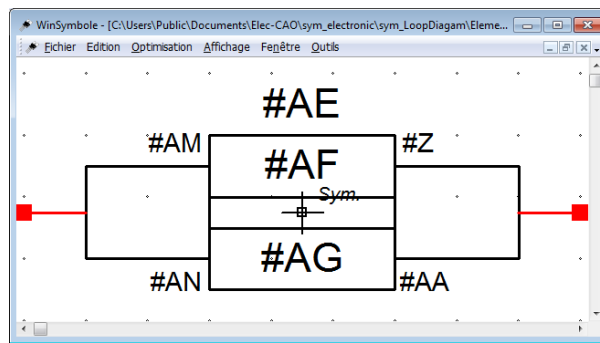 WinSymbole - [C:\Users\Public\Documents\Elec-CAO\sym_electronic\sym_LoopDiagam\Eleme...
Fichier Edition Optimisation Affichage Fenêtre Outils
#AE
#AM #AF #Z
Sym.
#AN #AG #AA